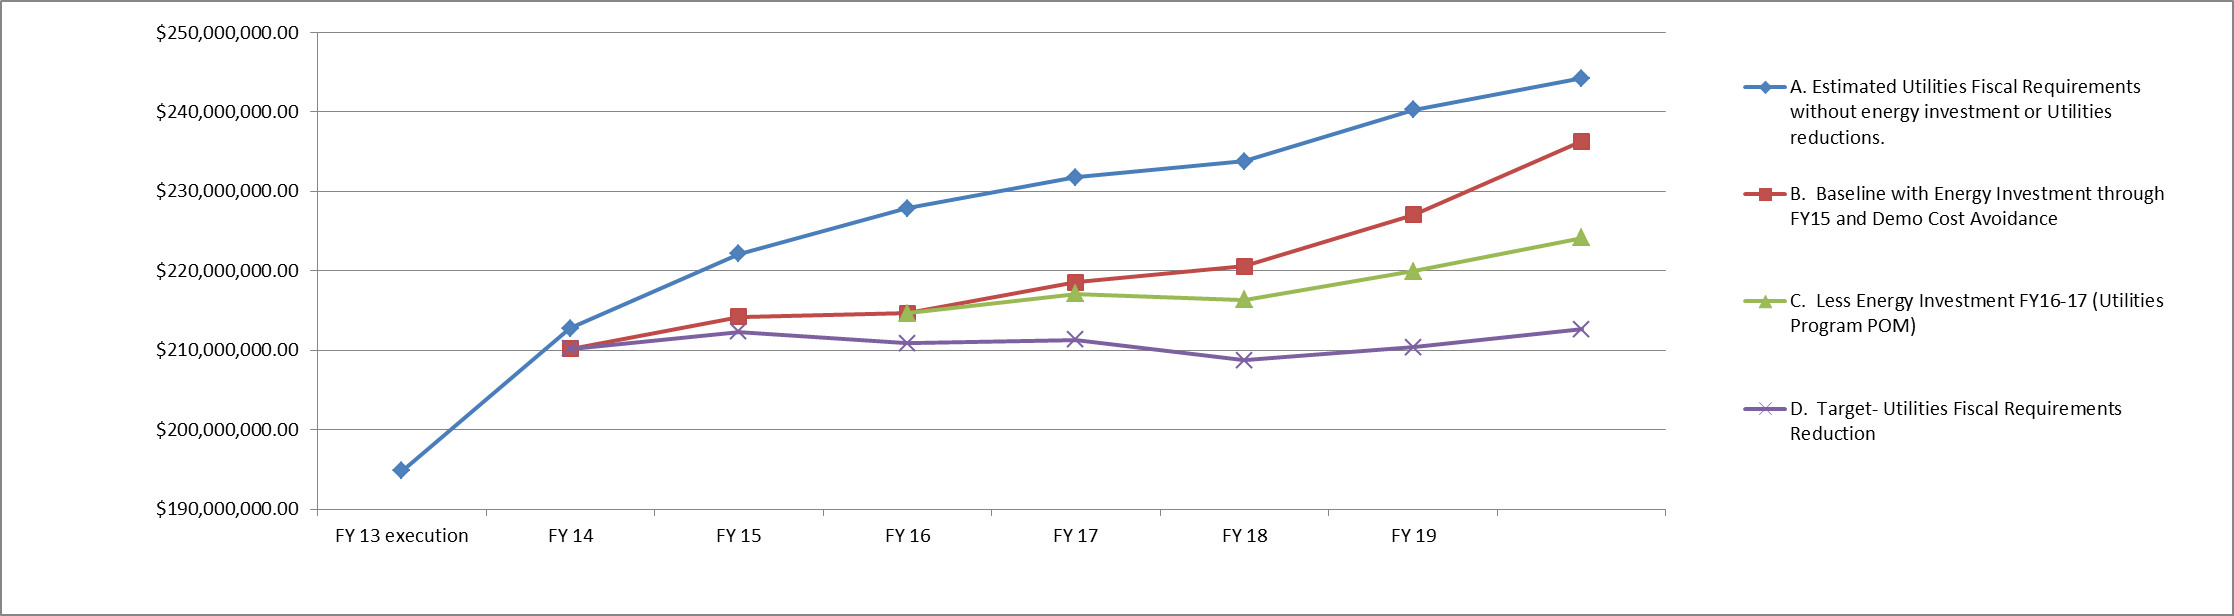 $250,000,000.00
$240,000,000.00
$230,000,000.00
$220,000,000.00
$210,000,000.00
$200,000,000.00
$190,000,000.00
FY 13 execution
FY 14
FY 15
FY 16
FY 17
FY 18
FY 19
A. Estimated Utilities Fiscal Requirements
without energy investment or Utilities
reductions.
B.  Baseline with Energy Investment through
FY15 and Demo Cost Avoidance
C.  Less Energy Investment FY16-17 (Utilities
Program POM)
D.  Target- Utilities Fiscal Requirements
Reduction